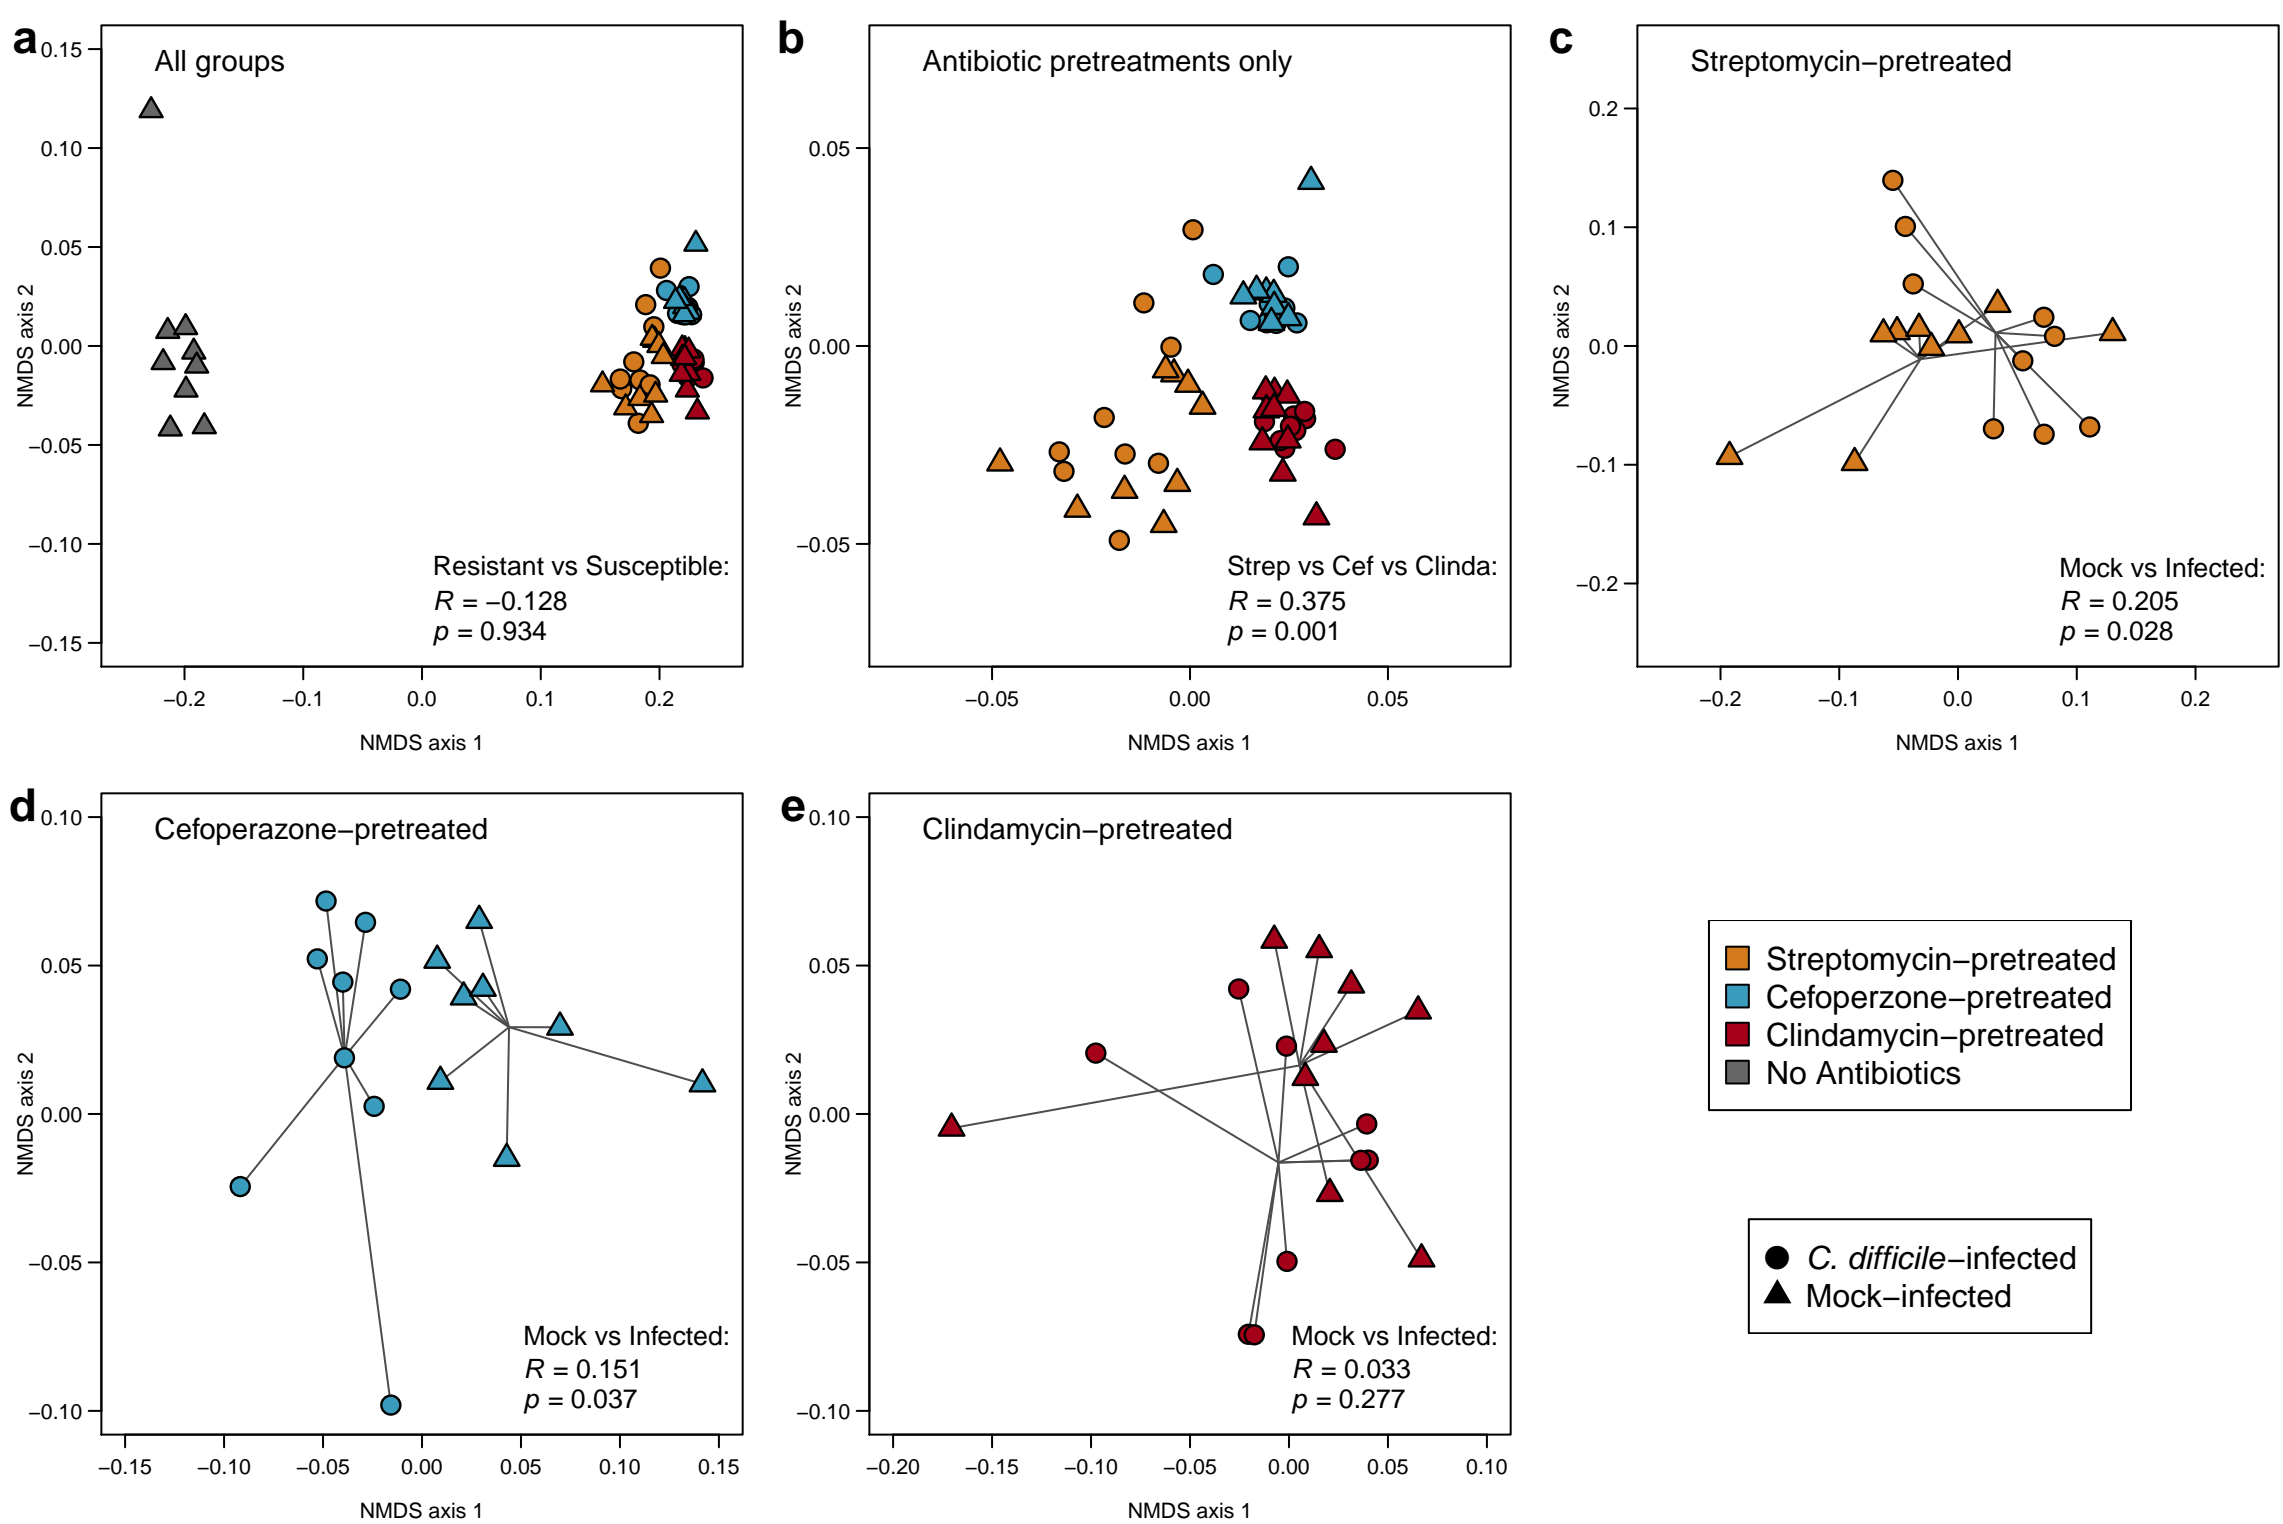 a
All groups
0.15
0.10
0.05
0.00
−0.05
−0.10
−0.15
NMDS axis 2
Resistant vs Susceptible:
R = −0.128
p = 0.934
−0.2 −0.1 0.0 0.1 0.2
NMDS axis 1
b
Antibiotic pretreatments only
0.05
0.00
−0.05
NMDS axis 2
Strep vs Cef vs Clinda:
R = 0.375
p = 0.001
−0.05 0.00 0.05
NMDS axis 1
c
Streptomycin−pretreated
0.2
0.1
0.0
−0.1
−0.2
NMDS axis 2
Mock vs Infected:
R = 0.205
p = 0.028
−0.2 −0.1 0.0 0.1 0.2
NMDS axis 1
d
Cefoperazone−pretreated
0.10
0.05
0.00
−0.05
−0.10
NMDS axis 2
Mock vs Infected:
R = 0.151
p = 0.037
−0.15 −0.10 −0.05 0.00 0.05 0.10 0.15
NMDS axis 1
e
Clindamycin−pretreated
0.10
0.05
0.00
−0.05
−0.10
NMDS axis 2
Mock vs Infected:
R = 0.033
p = 0.277
−0.20 −0.15 −0.10 −0.05 0.00 0.05 0.10
NMDS axis 1
Streptomycin−pretreated
Cefoperzone−pretreated
Clindamycin−pretreated
No Antibiotics
C. difficile−infected
Mock−infected